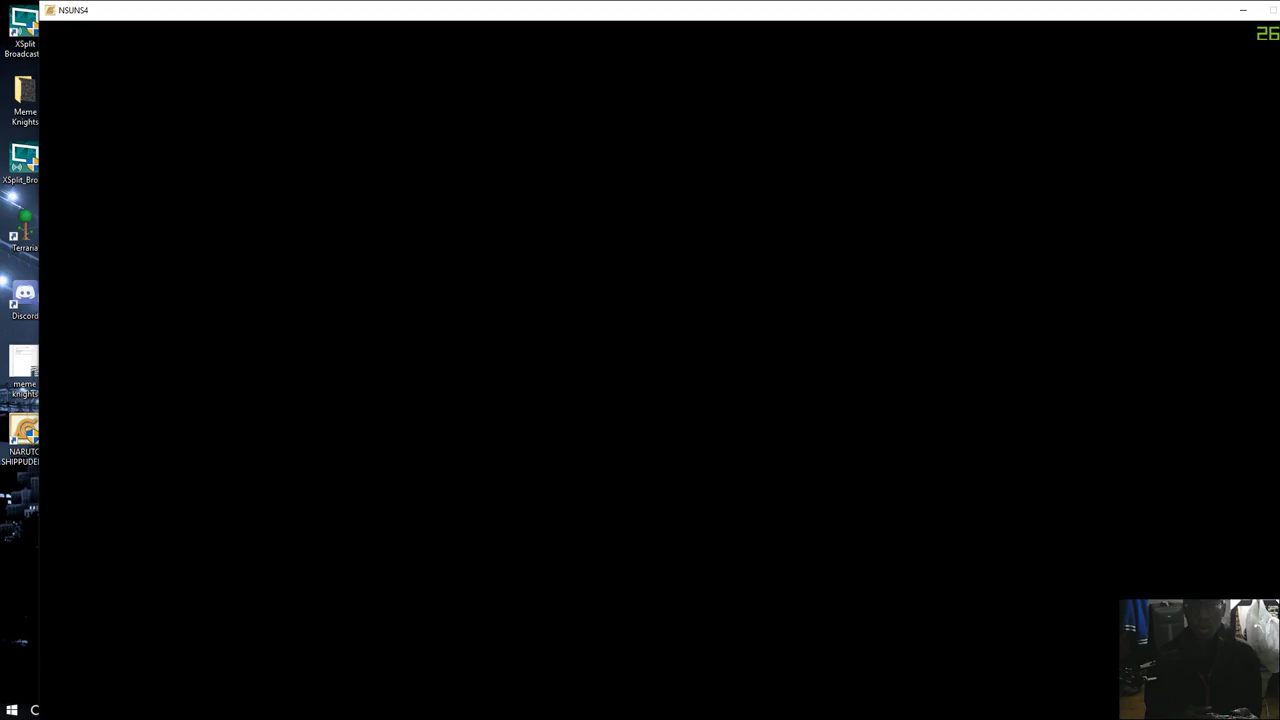 NSUNS4
26
XSplit
Broadcast
Meme
Knights
XSplit_Bro
Terraria
Discord
meme
knights
NARUTO
SHIPPUDE